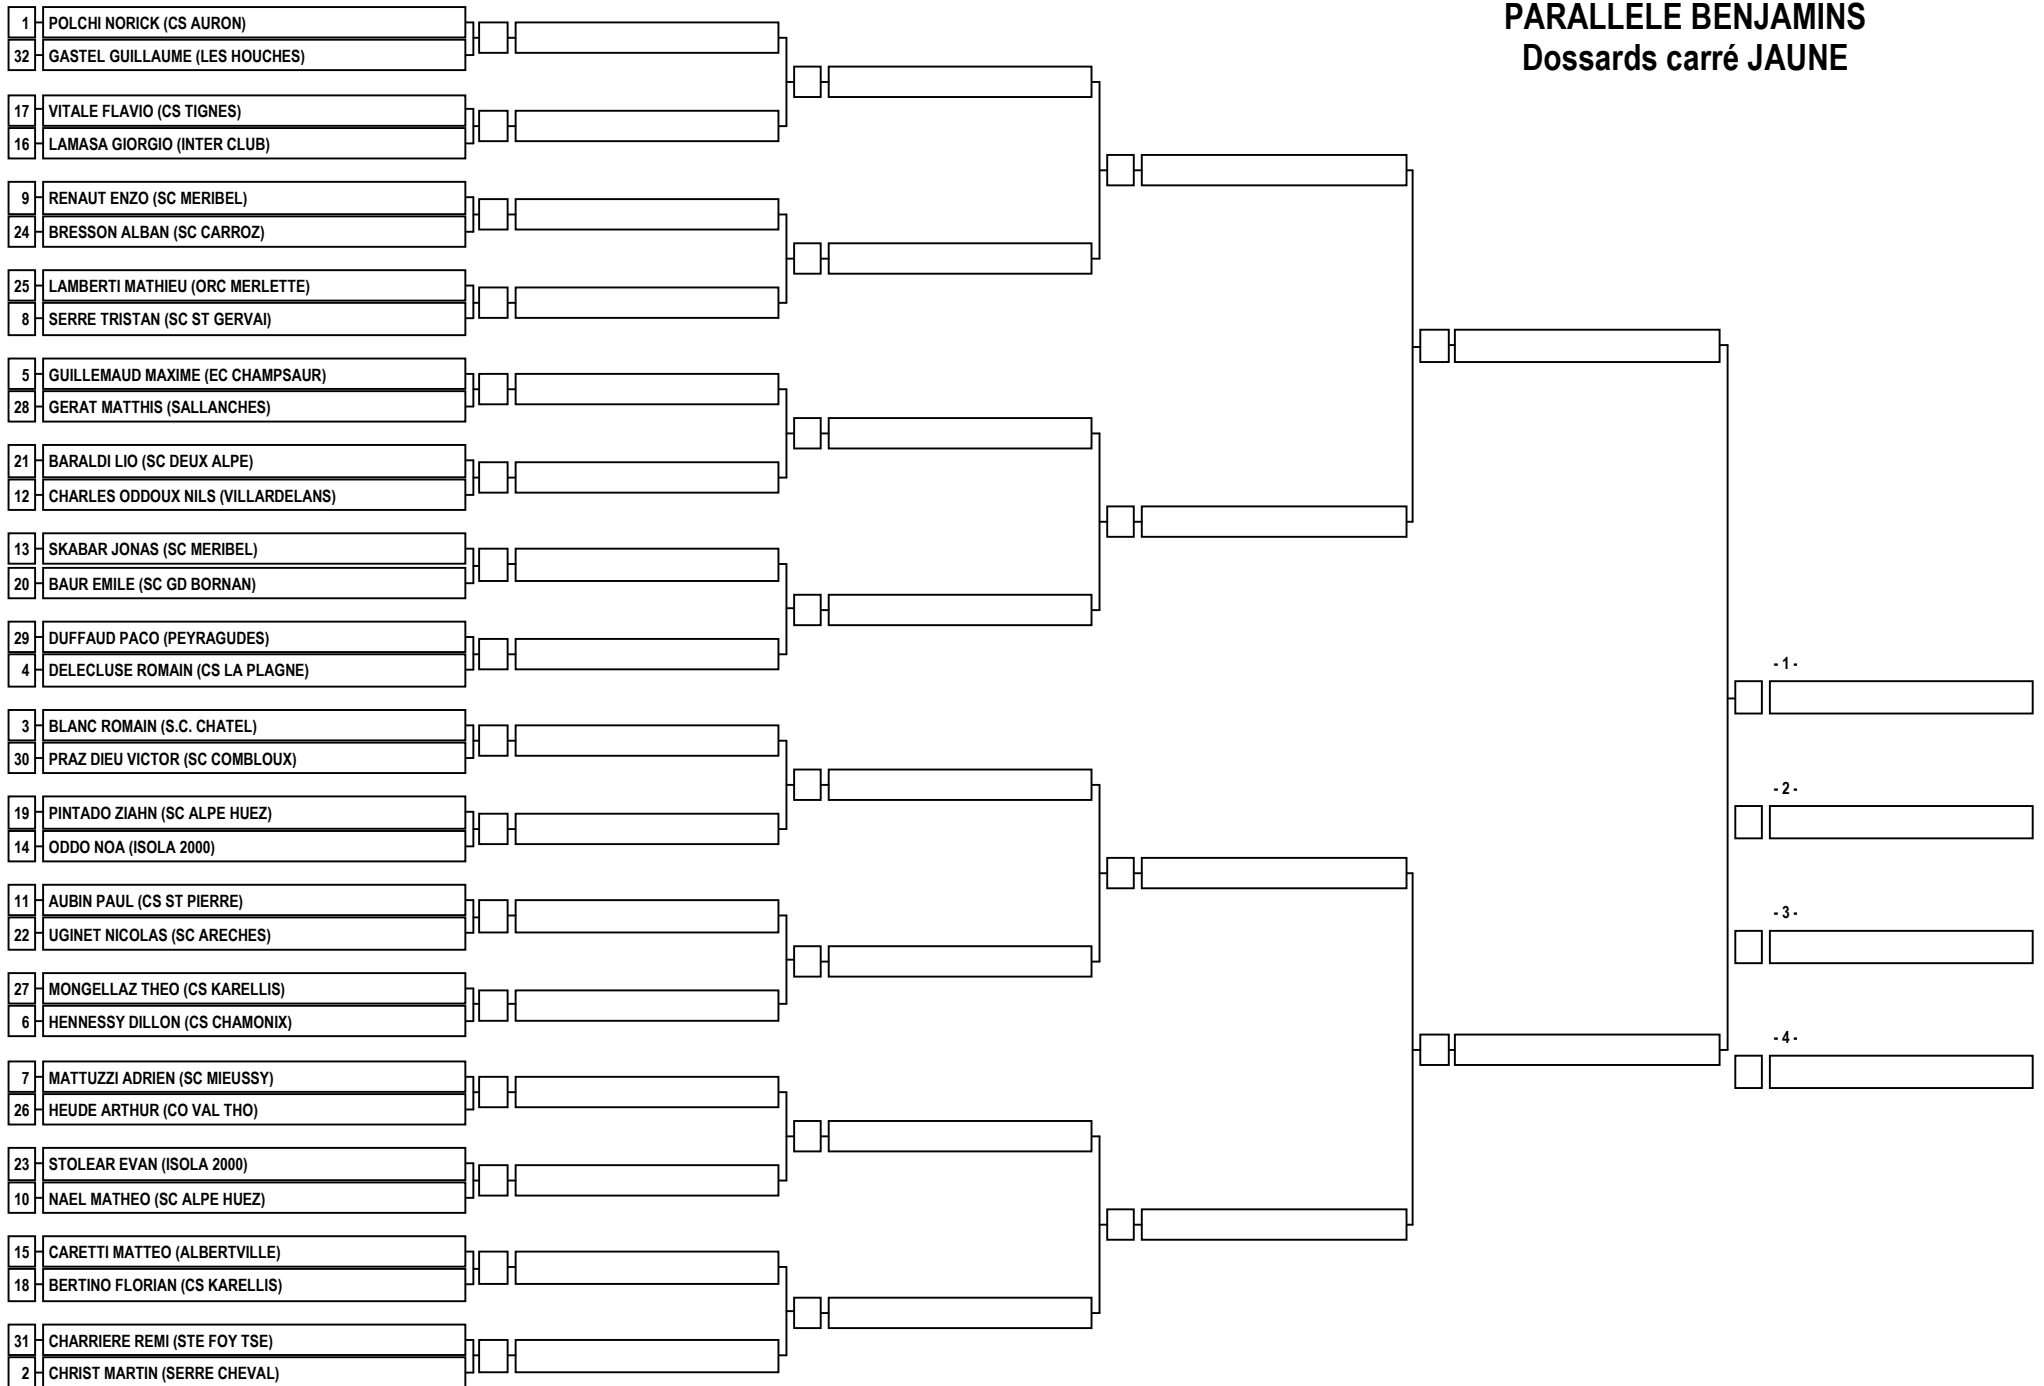 PARALLELE BENJAMINS
Dossards carré JAUNE
1 POLCHI NORICK (CS AURON)
32 GASTEL GUILLAUME (LES HOUCHES)
17 VITALE FLAVIO (CS TIGNES)
16 LAMASA GIORGIO (INTER CLUB)
9 RENAUT ENZO (SC MERIBEL)
24 BRESSON ALBAN (SC CARROZ)
25 LAMBERTI MATHIEU (ORC MERLETTE)
8 SERRE TRISTAN (SC ST GERVAI)
5 GUILLEMAUD MAXIME (EC CHAMPSAUR)
28 GERAT MATTHIS (SALLANCHES)
21 BARALDI LIO (SC DEUX ALPE)
12 CHARLES ODDOUX NILS (VILLARDELANS)
13 SKABAR JONAS (SC MERIBEL)
20 BAUR EMILE (SC GD BORNAN)
29 DUFFAUD PACO (PEYRAGUDES)
4 DELECLUSE ROMAIN (CS LA PLAGNE)
3 BLANC ROMAIN (S.C. CHATEL)
30 PRAZ DIEU VICTOR (SC COMBLOUX)
19 PINTADO ZIAHN (SC ALPE HUEZ)
14 ODDO NOA (ISOLA 2000)
11 AUBIN PAUL (CS ST PIERRE)
22 UGINET NICOLAS (SC ARECHES)
27 MONGELLAZ THEO (CS KARELLIS)
6 HENNESSY DILLON (CS CHAMONIX)
7 MATTUZZI ADRIEN (SC MIEUSSY)
26 HEUDE ARTHUR (CO VAL THO)
23 STOLEAR EVAN (ISOLA 2000)
10 NAEL MATHEO (SC ALPE HUEZ)
15 CARETTI MATTEO (ALBERTVILLE)
18 BERTINO FLORIAN (CS KARELLIS)
31 CHARRIERE REMI (STE FOY TSE)
2 CHRIST MARTIN (SERRE CHEVAL)
- 1 -
- 2 -
- 3 -
- 4 -